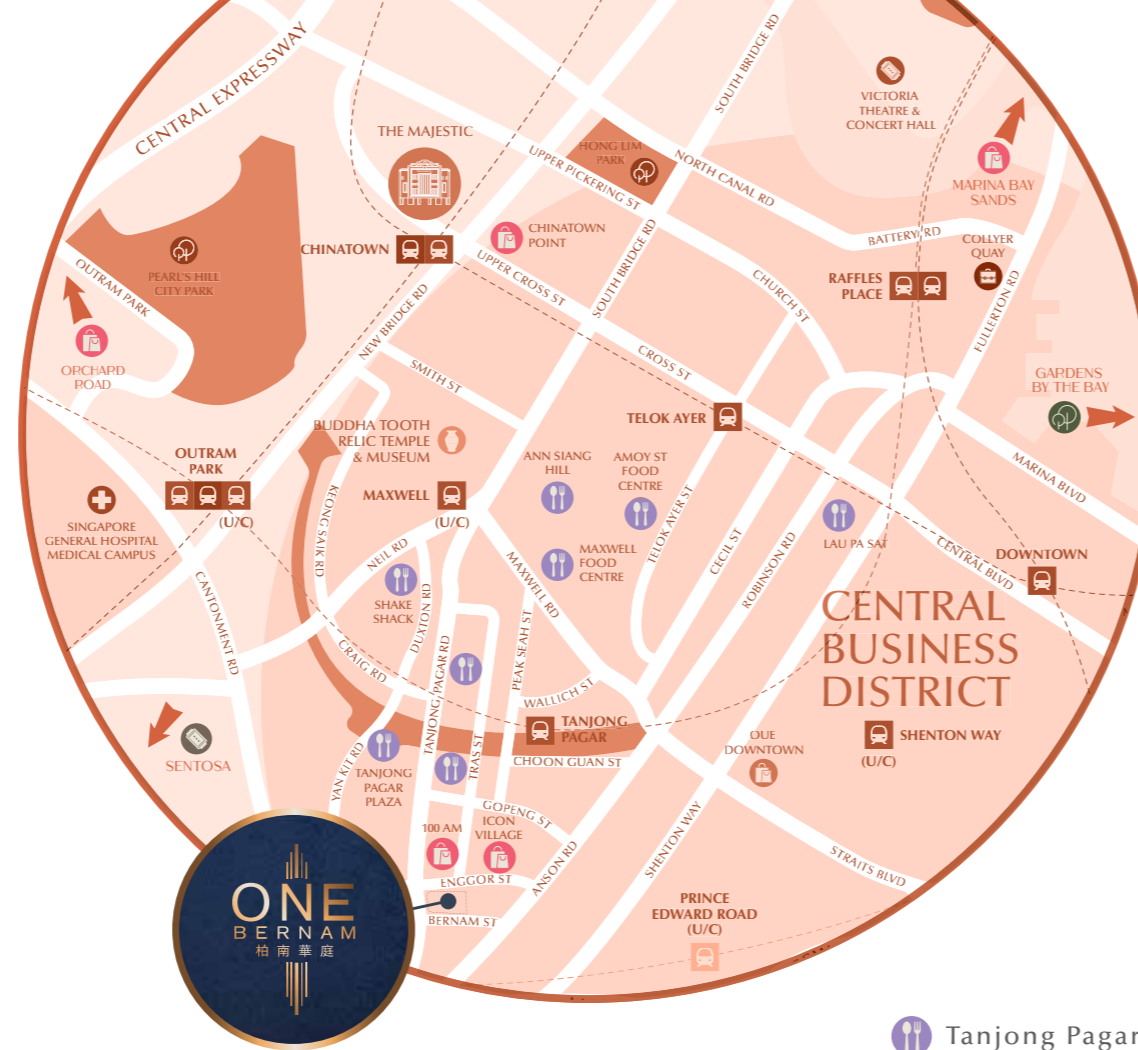 CENTRAL EXPRESSWAY
SOUTH BRIDGE RD
VICTORIA
THEATRE &
CONCERT HALL
THE MAJESTIC
HONG LIM
PARK
UPPER PICKERING ST
NORTH CANAL RD
MARINA BAY
SANDS
CHINATOWN
CHINATOWN
POINT
BATTERY RD
COLLYER
QUAY
PEARL'S HILL
CITY PARK
OUTRAM PARK
UPPER CROSS ST
SOUTH BRIDGE RD
CHURCH ST
RAFFLES
PLACE
FULLERTON RD
NEW BRIDGE RD
ORCHARD
ROAD
SMITH ST
CROSS ST
GARDENS
BY THE BAY
TELOK AYER
BUDDHA TOOTH
RELIC TEMPLE
& MUSEUM
OUTRAM
PARK
(U/C)
MAXWELL
(U/C)
ANN SIANG
HILL
AMOY ST
FOOD
CENTRE
MARINA BLVD
SINGAPORE
GENERAL HOSPITAL
MEDICAL CAMPUS
KEONG SAIK RD
NEIL RD
MAXWELL
FOOD
CENTRE
MAXWELL RD
TELOK AYER ST
CECIL ST
ROBINSON RD
LAU PA SAT
CENTRAL BLVD
DOWNTOWN
CANTONMENT RD
SHAKE
SHACK
DUXTON RD
CENTRAL
BUSINESS
DISTRICT
CRAIG RD
TANJONG PAGAR RD
PEAK SEAH ST
WALLICH ST
TANJONG
PAGAR
SENTOSA
YAN KIT RD
TANJONG
PAGAR
PLAZA
TRAS ST
CHOON GUAN ST
OUE
DOWNTOWN
SHENTON WAY
(U/C)
GOPENG ST
100 AM
ICON
VILLAGE
ANSON RD
SHENTON WAY
STRAITS BLVD
ENGGOR ST
BERNAM ST
PRINCE
EDWARD ROAD
(U/C)
ONE
BERNAM
柏南華庭
Tanjong Pagar